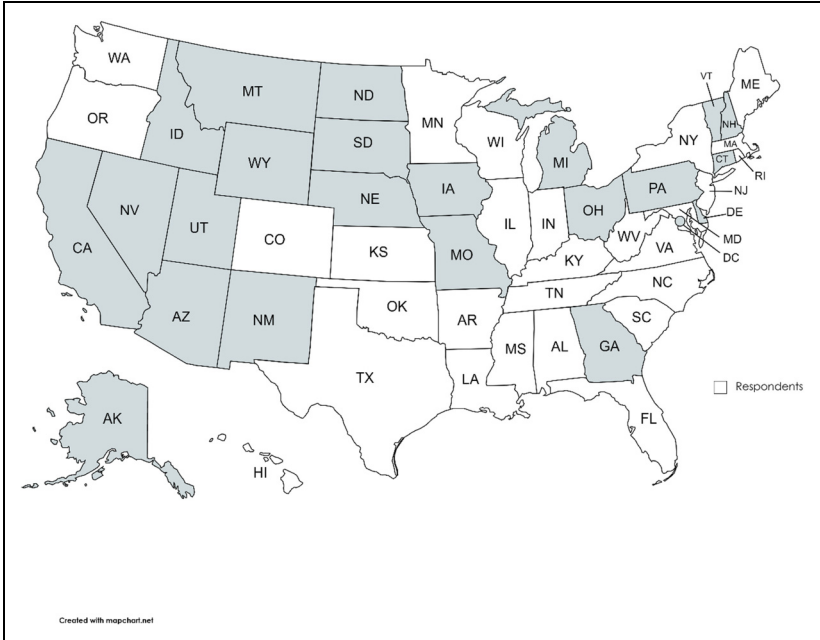 WA
OR
CA
NV
ID
MT
WY
UT
AZ
CO
NM
ND
SD
NE
KS
OK
TX
MN
IA
MO
AR
LA
WI
IL
MI
IN
OH
KY
TN
MS
AL
GA
FL
SC
NC
VA
WV
PA
NY
VT
NH
ME
MA
CT
RI
NJ
DE
MD
DC
AK
HI
Respondents
Created with mapchart.net